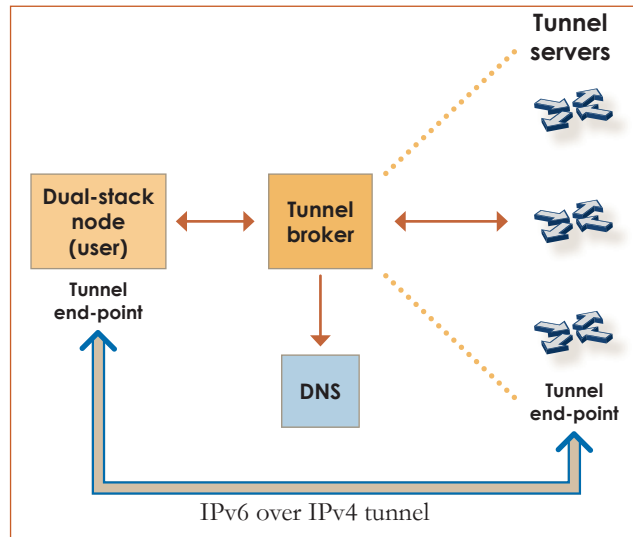 Tunnel
servers
Dual-stack
node
(user)
Tunnel
broker
Tunnel
end-point
DNS
Tunnel
end-point
IPv6 over IPv4 tunnel